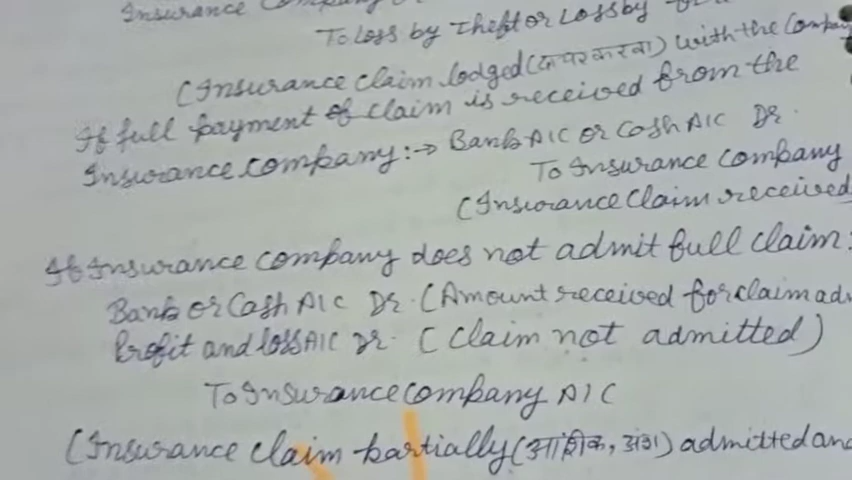 Insurance Company
To Loss by Theft or Loss by
(Insurance claim lodged (दायर करवा) with the Company
If full payment of claim is received from the
Insurance company:→ Bank A/C or Cash A/C Dr.
To Insurance Company
(Insurance Claim received
If Insurance company does not admit full claim:
Bank or Cash A/C Dr. (Amount received for claim ad
Profit and loss A/C Dr. (Claim not admitted)
To Insurance Company A/C
(Insurance claim partially (आंशिक, अंश) admitted and